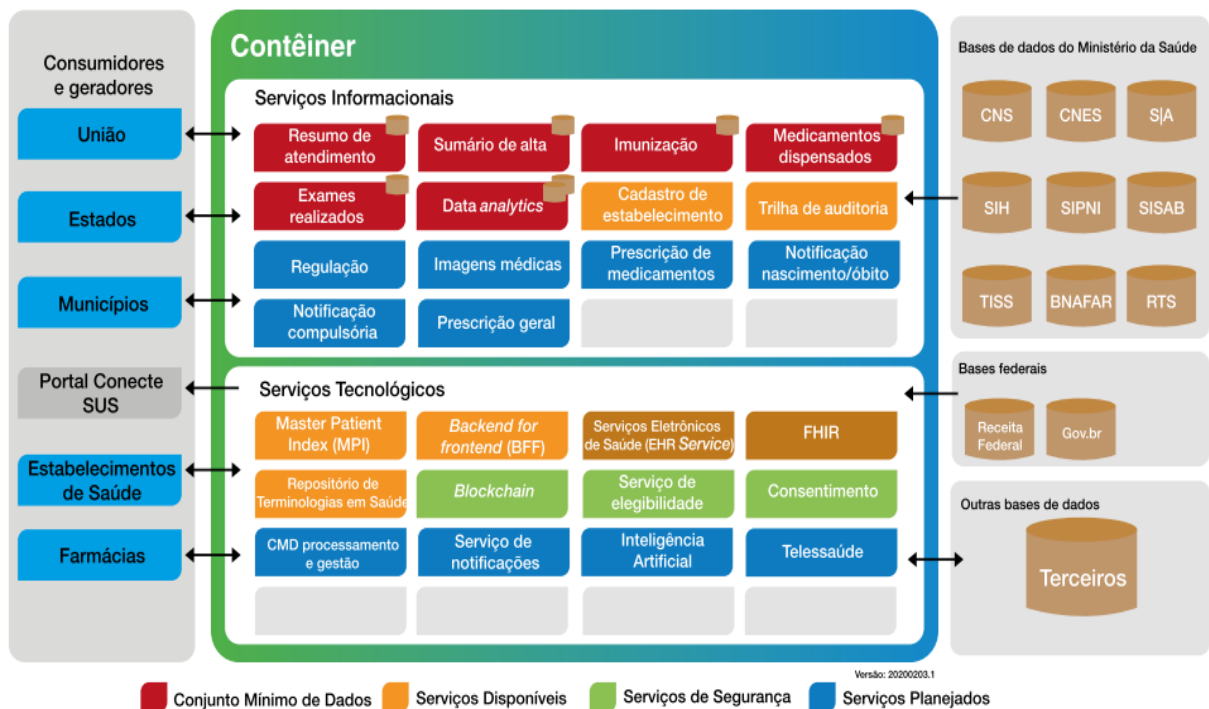 Consumidores
e geradores
União
Estados
Municípios
Portal Conecte
SUS
Estabelecimentos
de Saúde
Farmácias
Contêiner
Serviços Informacionais
Resumo de
atendimento
Sumário de alta
Imunização
Medicamentos
dispensados
Exames
realizados
Data analytics
Cadastro de
estabelecimento
Trilha de auditoria
Regulação
Imagens médicas
Prescrição de
medicamentos
Notificação
nascimento/óbito
Notificação
compulsória
Prescrição geral
Serviços Tecnológicos
Master Patient
Index (MPI)
Backend for
frontend (BFF)
Serviços Eletrônicos
de Saúde (EHR Service)
FHIR
Repositório de
Terminologias em Saúde
Blockchain
Serviço de
elegibilidade
Consentimento
CMD processamento
e gestão
Serviço de
notificações
Inteligência
Artificial
Telessaúde
Bases de dados do Ministério da Saúde
CNS
CNES
S|A
SIH
SIPNI
SISAB
TISS
BNAFAR
RTS
Bases federais
Receita
Federal
Gov.br
Outras bases de dados
Terceiros
Versão: 20200203.1
Conjunto Mínimo de Dados
Serviços Disponíveis
Serviços de Segurança
Serviços Planejados